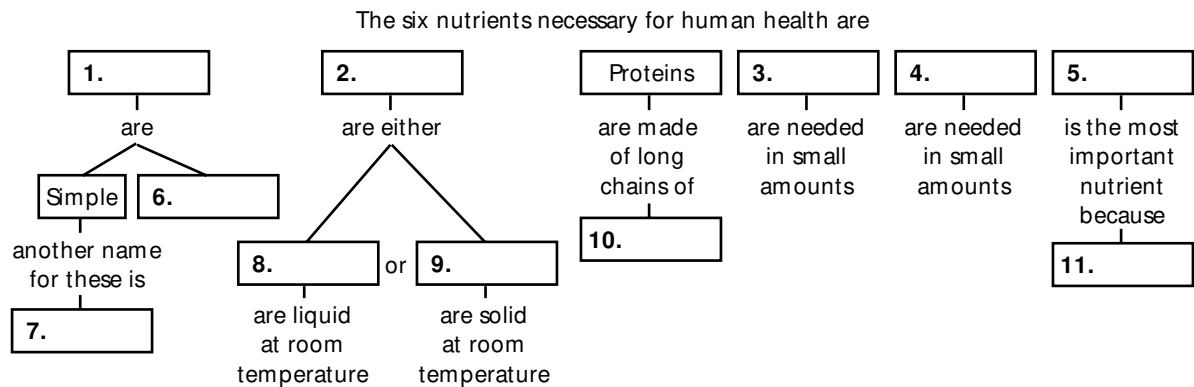 The six nutrients necessary for human health are
1.
2.
Proteins
3.
4.
5.
are
are either
are made
of long
chains of
are needed
in small
amounts
are needed
in small
amounts
is the most
important
nutrient
because
Simple
6.
another name
for these is
7.
8.
or
9.
10.
11.
are liquid
at room
temperature
are solid
at room
temperature